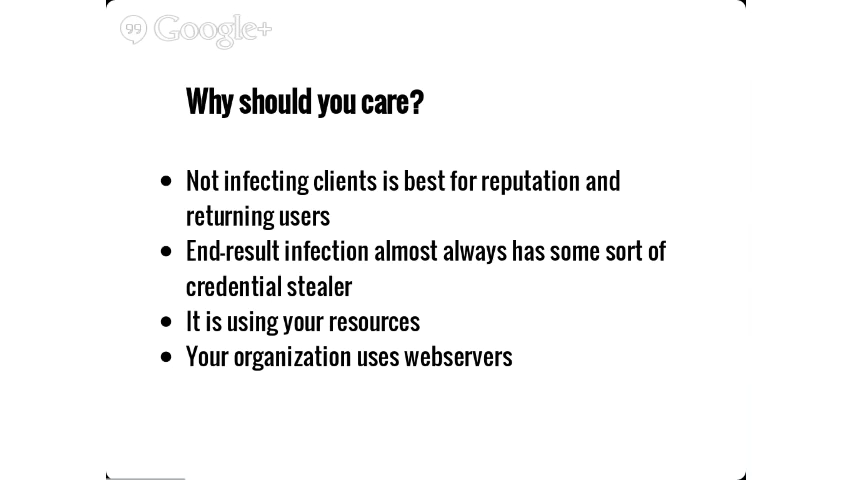 Google+
Why should you care?
• Not infecting clients is best for reputation and
returning users
• End-result infection almost always has some sort of
credential stealer
• It is using your resources
• Your organization uses webservers